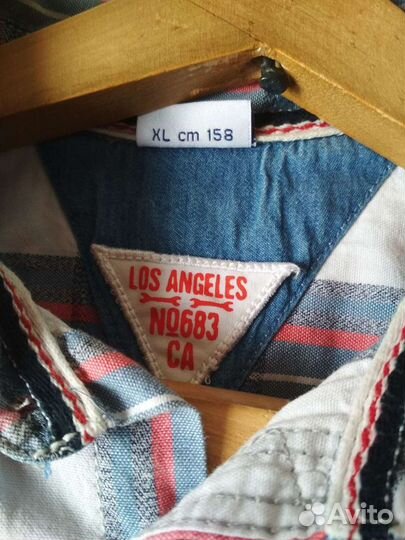 XL cm 158
LOS ANGELES
Nº683
CA
Avito